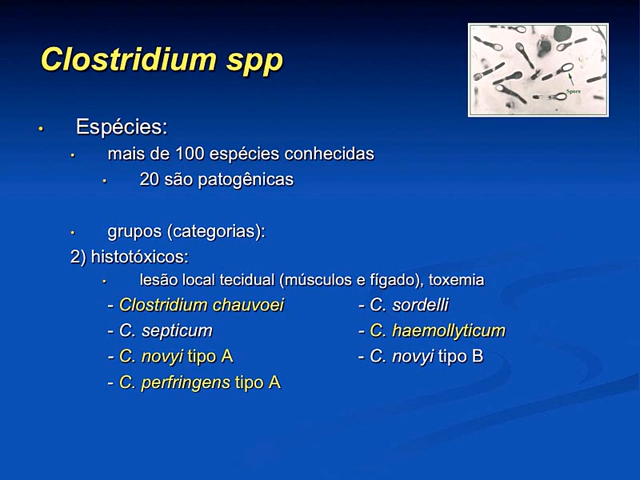 Clostridium spp
Spore
• Espécies:
• mais de 100 espécies conhecidas
• 20 são patogênicas
• grupos (categorias):
2) histotóxicos:
• lesão local tecidual (músculos e fígado), toxemia
- Clostridium chauvoei - C. sordelli
- C. septicum - C. haemollyticum
- C. novyi tipo A - C. novyi tipo B
- C. perfringens tipo A